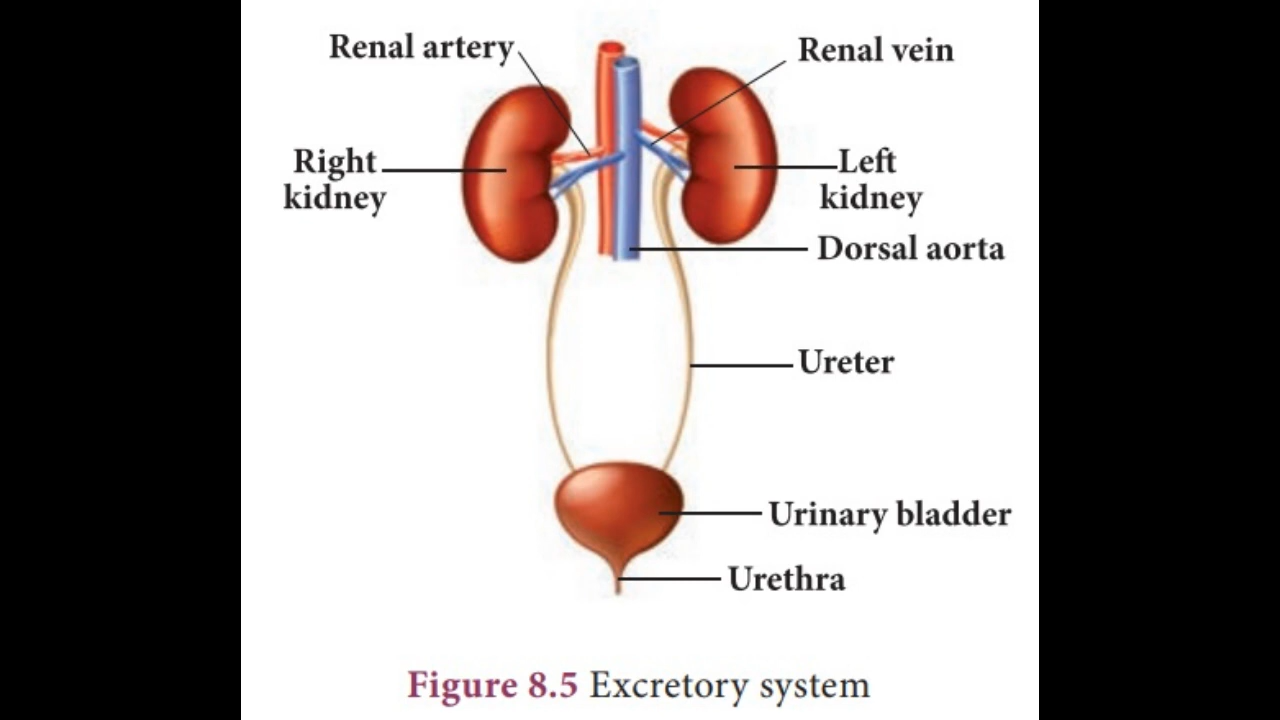 Renal artery
Renal vein
Right
kidney
Left
kidney
Dorsal aorta
Ureter
Urinary bladder
Urethra
Figure 8.5 Excretory system